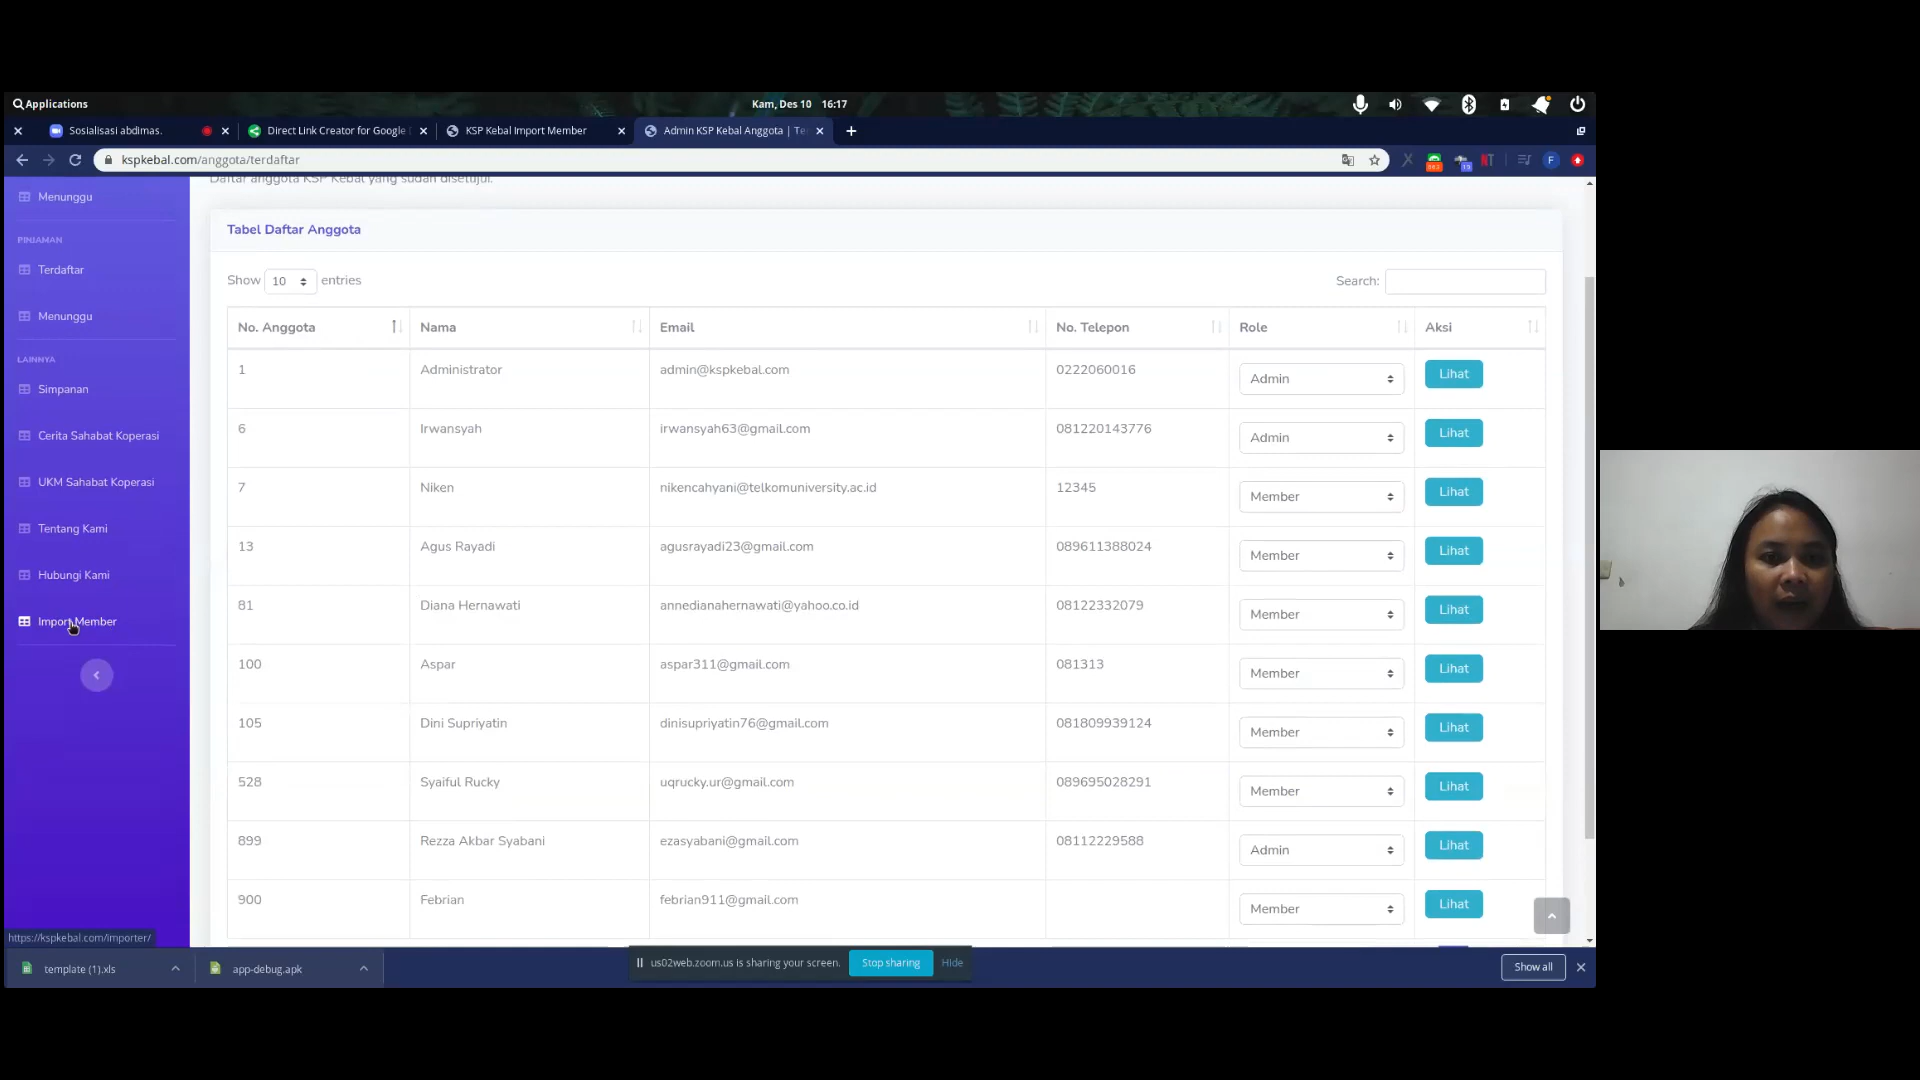 Applications
Kam, Des 10 16:17
Sosialisasi abdimas.
Direct Link Creator for Google
KSP Kebal Import Member
Admin KSP Kebal Anggota | Te
kspkebal.com/anggota/terdaftar
Menunggu
PINJAMAN
Terdaftar
Menunggu
LAINNYA
Simpanan
Cerita Sahabat Koperasi
UKM Sahabat Koperasi
Tentang Kami
Hubungi Kami
Import Member
Daftar anggota KSP Kebal yang sudah disetujui.
Tabel Daftar Anggota
Show 10 entries
Search:
No. Anggota Nama Email No. Telepon Role Aksi
1 Administrator admin@kspkebal.com 0222060016 Admin Lihat
6 Irwansyah irwansyah63@gmail.com 081220143776 Admin Lihat
7 Niken nikencahyani@telkomuniversity.ac.id 12345 Member Lihat
13 Agus Rayadi agusrayadi23@gmail.com 089611388024 Member Lihat
81 Diana Hernawati annedianahernawati@yahoo.co.id 08122332079 Member Lihat
100 Aspar aspar311@gmail.com 081313 Member Lihat
105 Dini Supriyatin dinisupriyatin76@gmail.com 081809939124 Member Lihat
528 Syaiful Rucky uqrucky.ur@gmail.com 089695028291 Member Lihat
899 Rezza Akbar Syabani ezasyabani@gmail.com 08112229588 Admin Lihat
900 Febrian febrian911@gmail.com Member Lihat
https://kspkebal.com/importer/
template (1).xls
app-debug.apk
us02web.zoom.us is sharing your screen. Stop sharing Hide
Show all